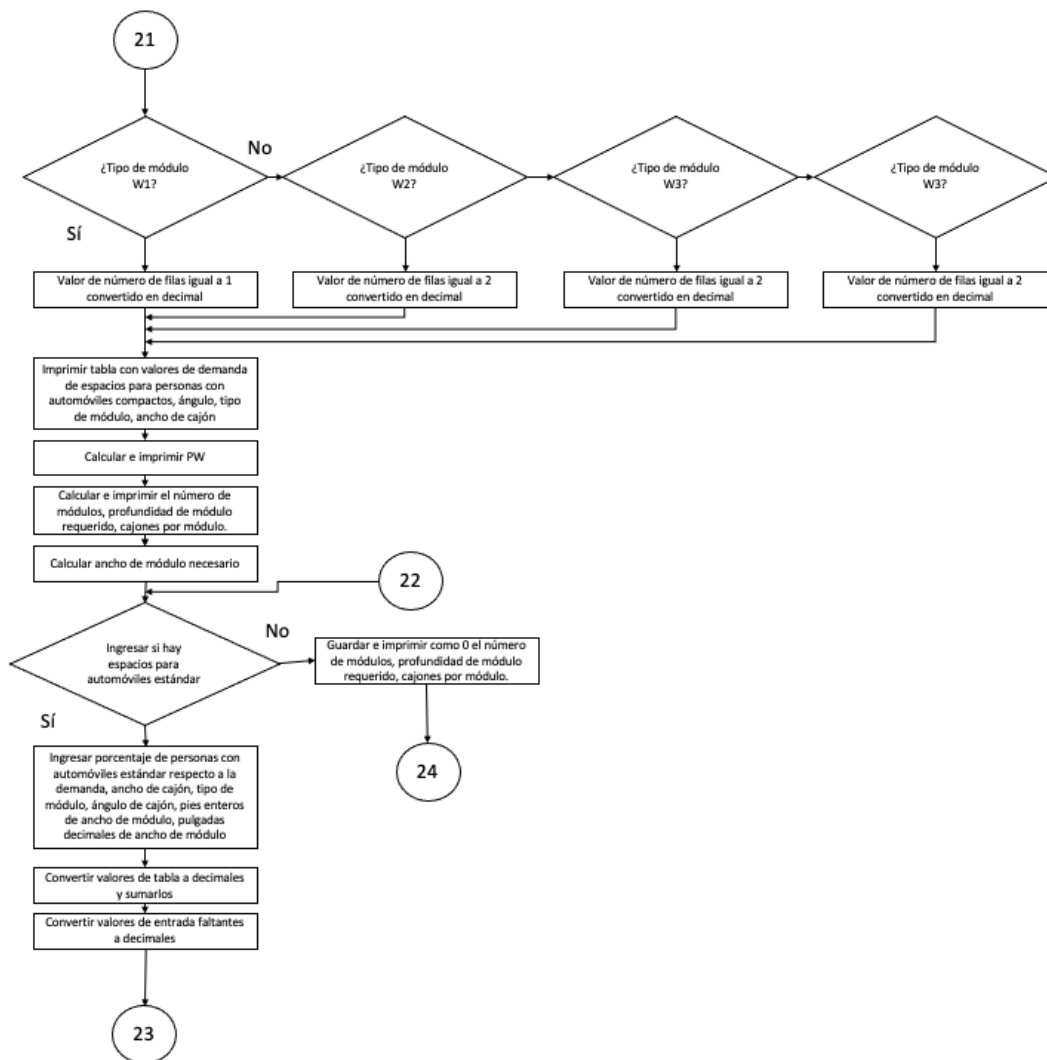 21
¿Tipo de módulo
W1?
No
¿Tipo de módulo
W2?
¿Tipo de módulo
W3?
¿Tipo de módulo
W3?
Sí
Valor de número de filas igual a 1
convertido en decimal
Valor de número de filas igual a 2
convertido en decimal
Valor de número de filas igual a 2
convertido en decimal
Valor de número de filas igual a 2
convertido en decimal
Imprimir tabla con valores de demanda
de espacios para personas con
automóviles compactos, ángulo, tipo
de módulo, ancho de cajón
Calcular e imprimir PW
Calcular e imprimir el número de
módulos, profundidad de módulo
requerido, cajones por módulo.
Calcular ancho de módulo necesario
22
Ingresar si hay
espacios para
automóviles estándar
No
Guardar e imprimir como 0 el número
de módulos, profundidad de módulo
requerido, cajones por módulo.
Sí
24
Ingresar porcentaje de personas con
automóviles estándar respecto a la
demanda, ancho de cajón, tipo de
módulo, ángulo de cajón, pies enteros
de ancho de módulo, pulgadas
decimales de ancho de módulo
Convertir valores de tabla a decimales
y sumarlos
Convertir valores de entrada faltantes
a decimales
23